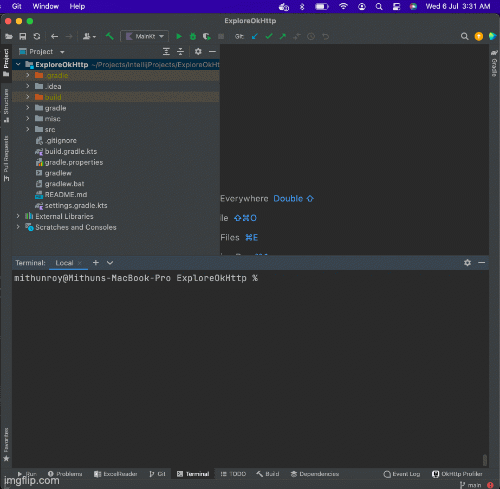 Git Window Help Wed 6 Jul 3:31 AM
ExploreOkHttp
MainKt Git:
Project
ExploreOkHttp ~/Projects/IntellijProjects/ExploreOkHt
.gradle
.idea
build
gradle
misc
src
.gitignore
build.gradle.kts
gradle.properties
gradlew
gradlew.bat
README.md
settings.gradle.kts
External Libraries
Scratches and Consoles
Project
Structure
Pull Requests
Favorites
Gradle
Everywhere Double ⇧
ile ⇧⌘O
Files ⌘E
Terminal: Local × + 
mithunroy@Mithuns-MacBook-Pro ExploreOkHttp %
Run Problems ExcelReader Git Terminal TODO Build Dependencies Event Log OkHttp Profiler
imgflip.com
main